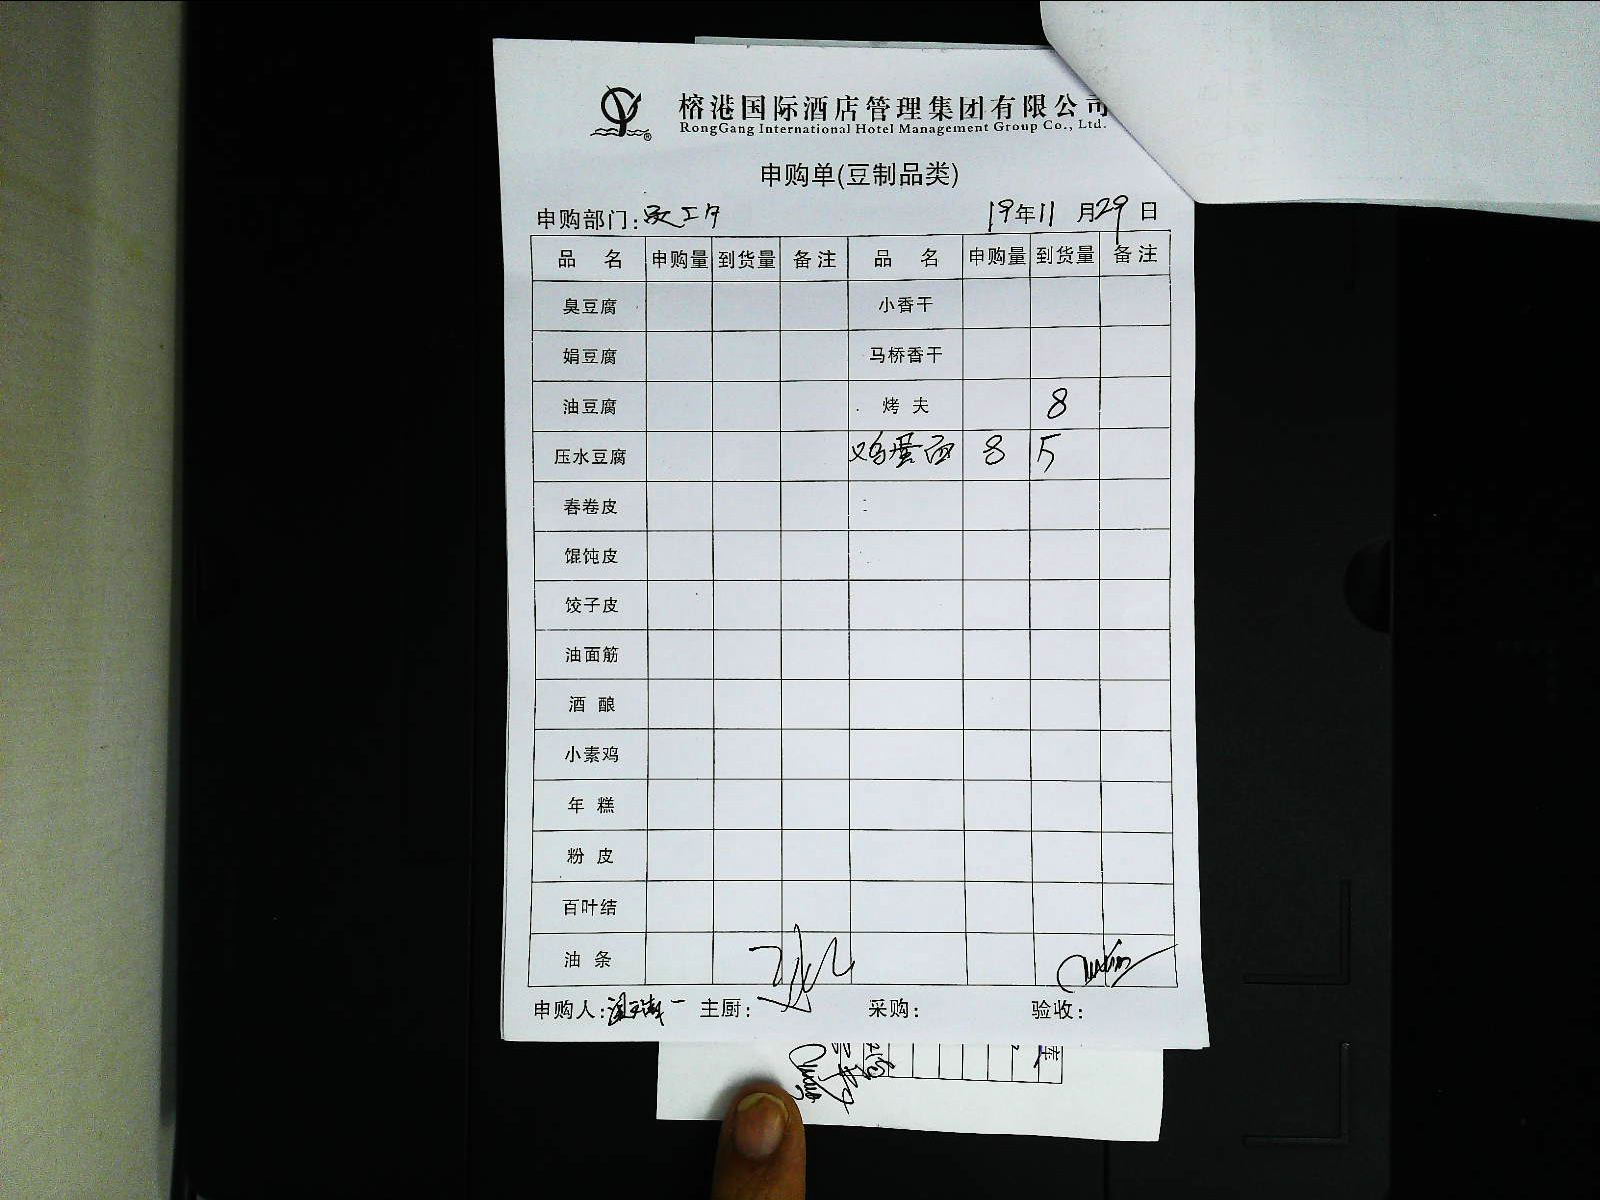 榕港国际酒店管理集团有限公司
RongGang International Hotel Management Group Co., Ltd.
申购单(豆制品类)
申购部门: 19年11月29日
品名 申购量 到货量 备注 品名 申购量 到货量 备注
臭豆腐 小香干
娟豆腐 马桥香干
油豆腐 烤夫 8
压水豆腐 鸡蛋面 8 5
春卷皮
馄饨皮
饺子皮
油面筋
酒酿
小素鸡
年糕
粉皮
百叶结
油条
申购人: 主厨: 采购: 验收: